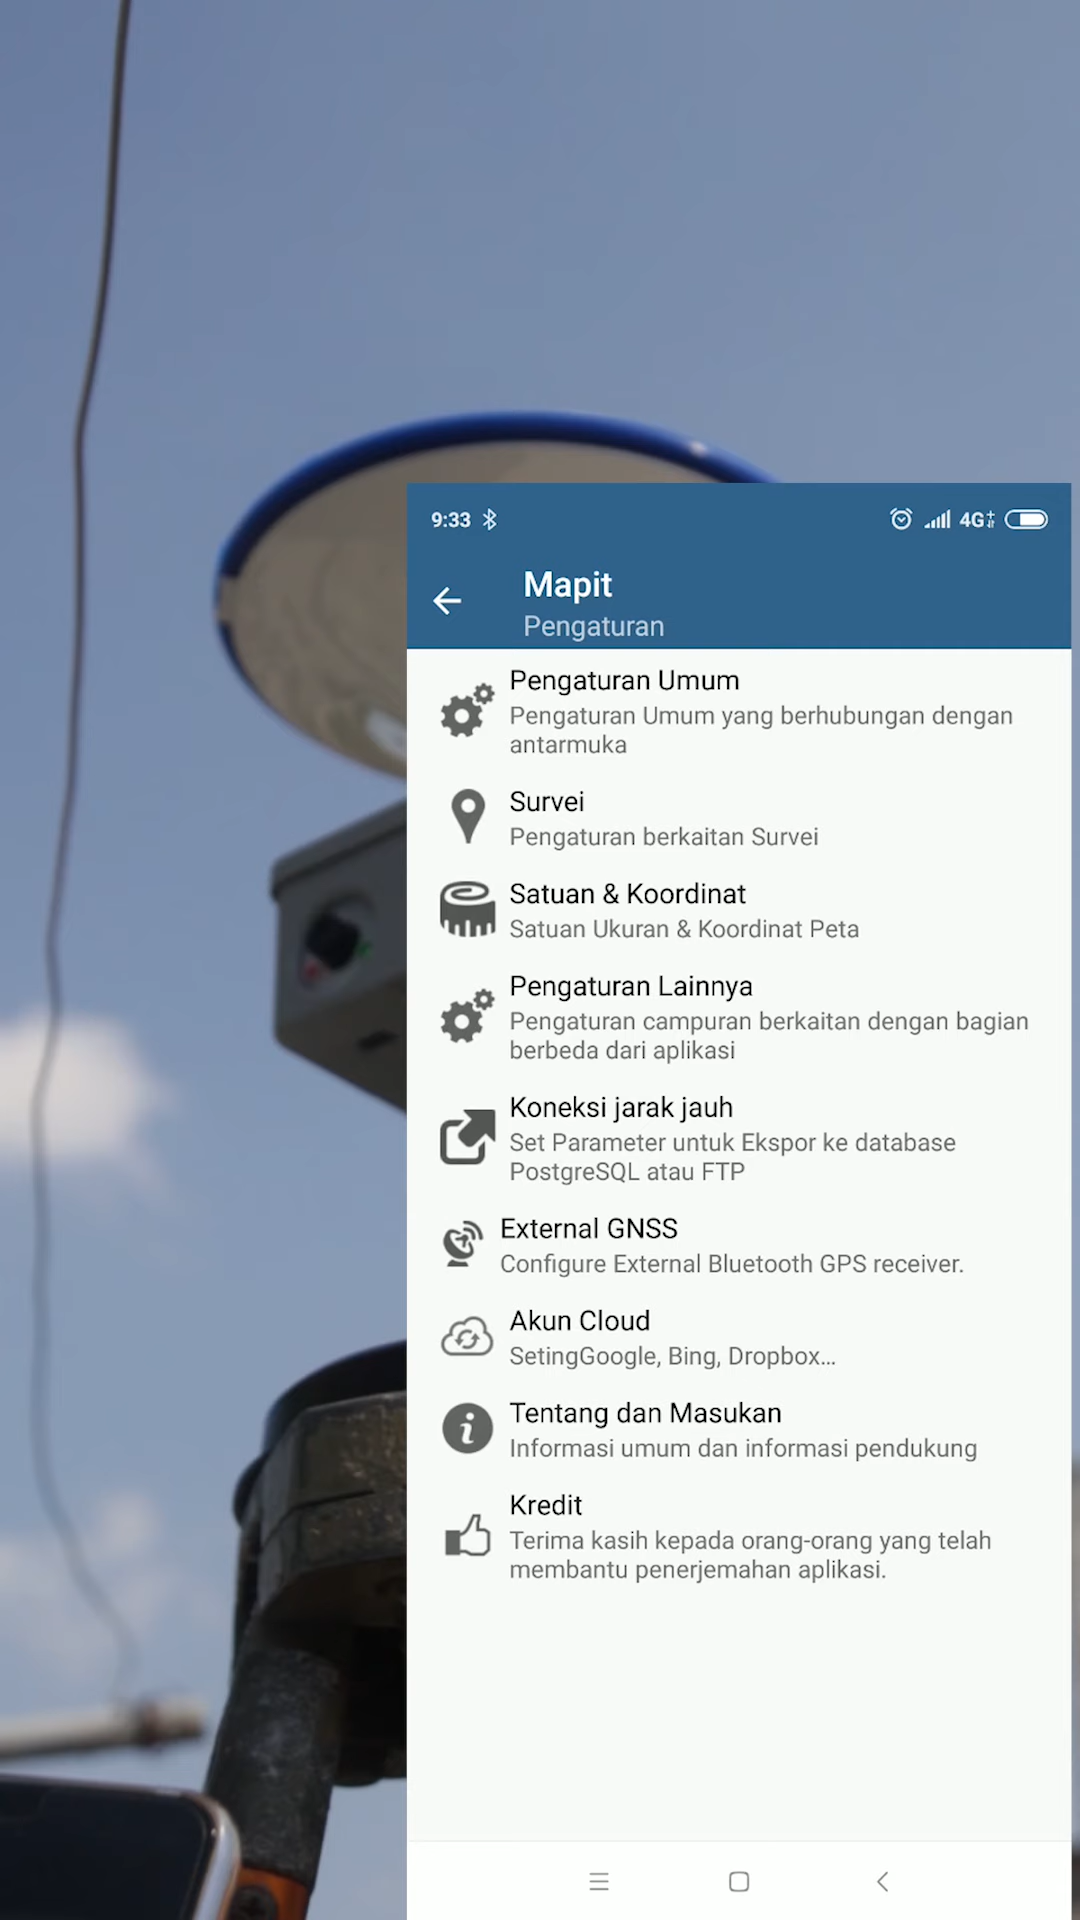 9:33
4G+
Mapit
Pengaturan
Pengaturan Umum
Pengaturan Umum yang berhubungan dengan
antarmuka
Survei
Pengaturan berkaitan Survei
Satuan & Koordinat
Satuan Ukuran & Koordinat Peta
Pengaturan Lainnya
Pengaturan campuran berkaitan dengan bagian
berbeda dari aplikasi
Koneksi jarak jauh
Set Parameter untuk Ekspor ke database
PostgreSQL atau FTP
External GNSS
Configure External Bluetooth GPS receiver.
Akun Cloud
SetingGoogle, Bing, Dropbox...
Tentang dan Masukan
Informasi umum dan informasi pendukung
Kredit
Terima kasih kepada orang-orang yang telah
membantu penerjemahan aplikasi.